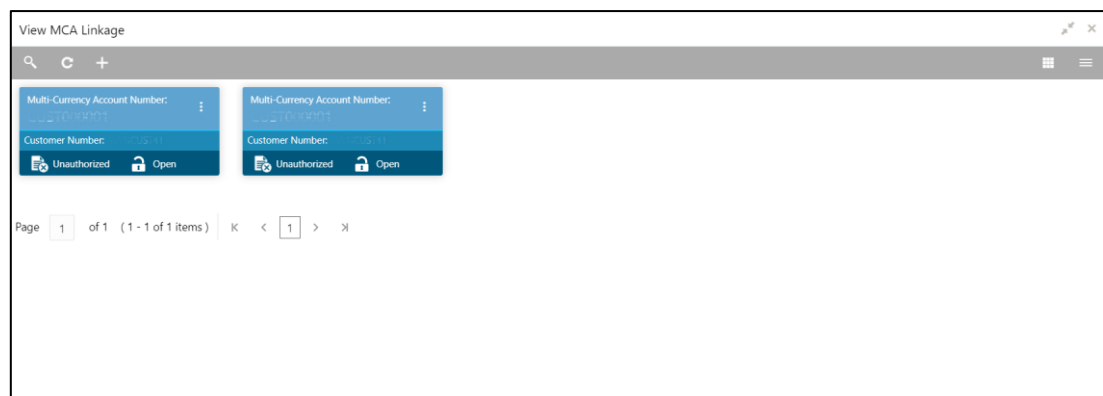 View MCA Linkage
Multi-Currency Account Number: Multi-Currency Account Number:
Customer Number: Customer Number:
Unauthorized Open Unauthorized Open
Page 1 of 1 ( 1 - 1 of 1 items ) 1